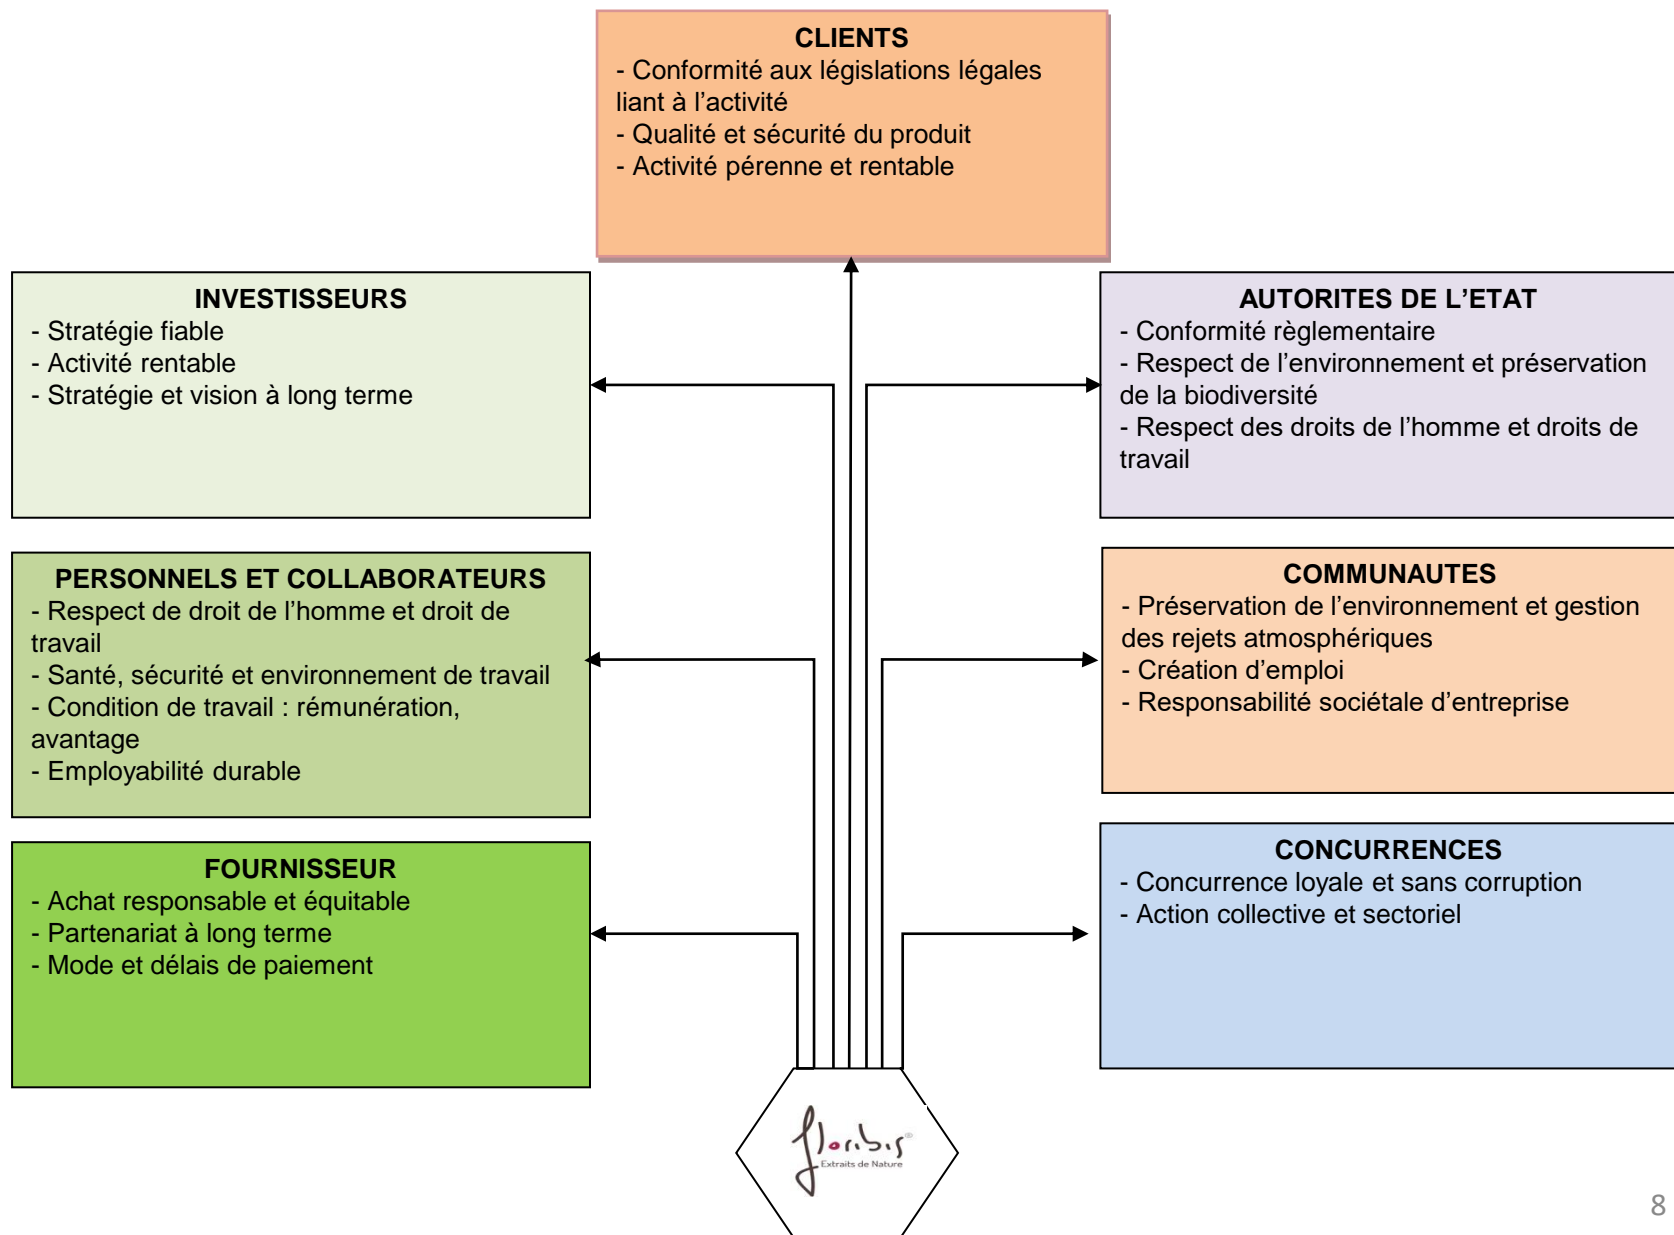 CLIENTS
- Conformité aux législations légales
liant à l’activité
- Qualité et sécurité du produit
- Activité pérenne et rentable
INVESTISSEURS
- Stratégie fiable
- Activité rentable
- Stratégie et vision à long terme
AUTORITES DE L’ETAT
- Conformité règlementaire
- Respect de l’environnement et préservation
de la biodiversité
- Respect des droits de l’homme et droits de
travail
PERSONNELS ET COLLABORATEURS
- Respect de droit de l’homme et droit de
travail
- Santé, sécurité et environnement de travail
- Condition de travail : rémunération,
avantage
- Employabilité durable
COMMUNAUTES
- Préservation de l’environnement et gestion
des rejets atmosphériques
- Création d’emploi
- Responsabilité sociétale d’entreprise
FOURNISSEUR
- Achat responsable et équitable
- Partenariat à long terme
- Mode et délais de paiement
CONCURRENCES
- Concurrence loyale et sans corruption
- Action collective et sectoriel
floribis®
Extraits de Nature
8